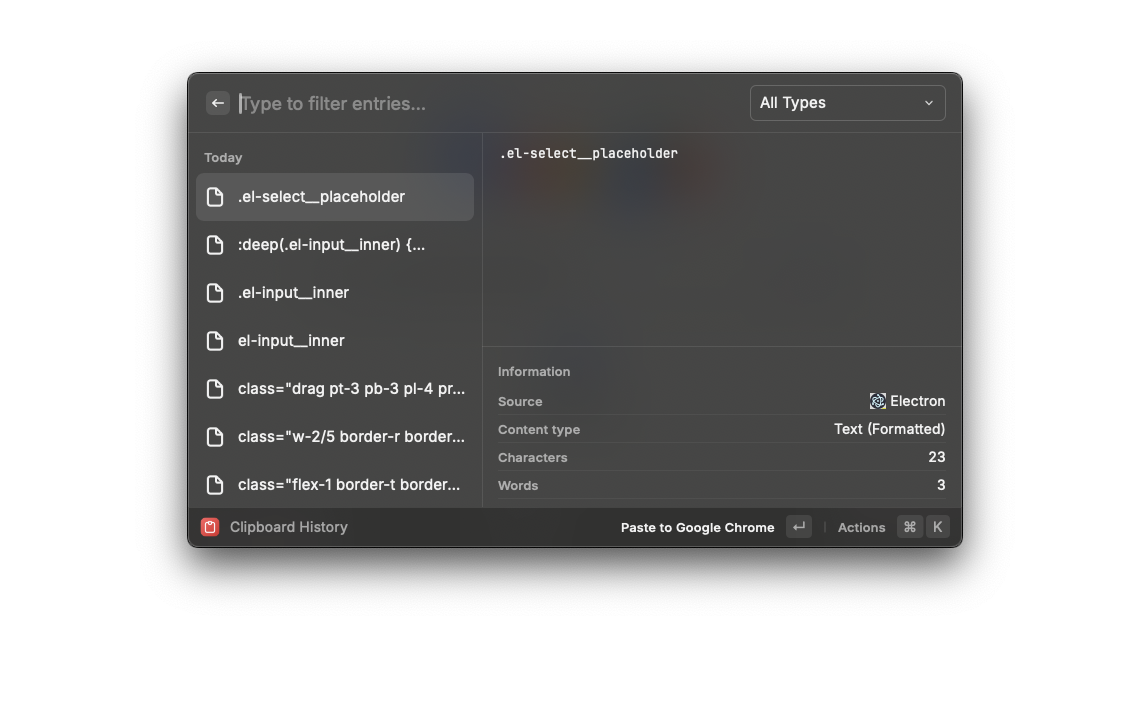 Type to filter entries...
All Types
Today
.el-select__placeholder
:deep(.el-input__inner) {...
.el-input__inner
el-input__inner
class="drag pt-3 pb-3 pl-4 pr...
class="w-2/5 border-r border...
class="flex-1 border-t border...
.el-select__placeholder
Information
Source Electron
Content type Text (Formatted)
Characters 23
Words 3
Clipboard History
Paste to Google Chrome ↵ | Actions ⌘ K